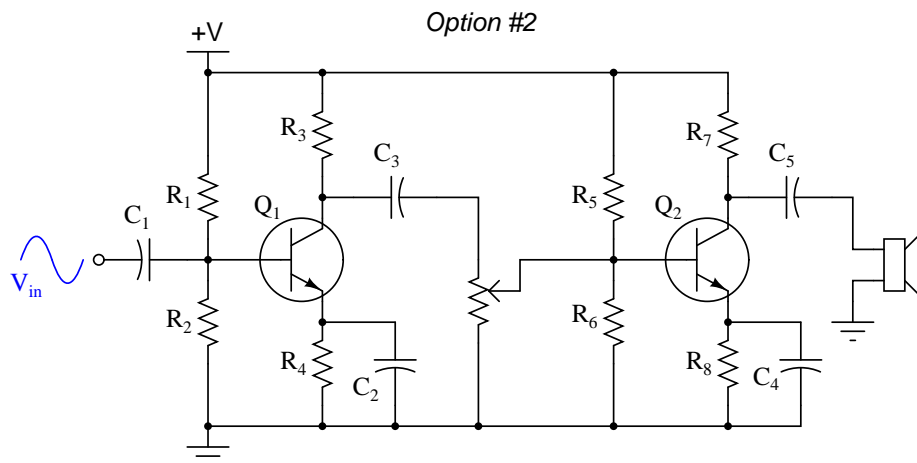 Option #2
+V
R3
R7
C3
C5
R1
Q1
R5
Q2
C1
Vin
R2
R6
R4
C2
R8
C4